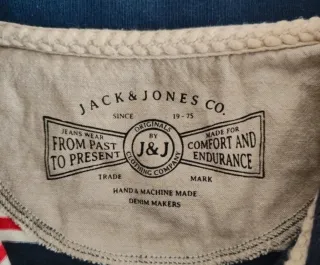 JACK & JONES CO.
SINCE 19-75
JEANS WEAR
FROM PAST
TO PRESENT
ORIGINALS
BY
J&J
CLOTHING COMPANY
MADE FOR
COMFORT AND
ENDURANCE
TRADE MARK
HAND & MACHINE MADE
DENIM MAKERS